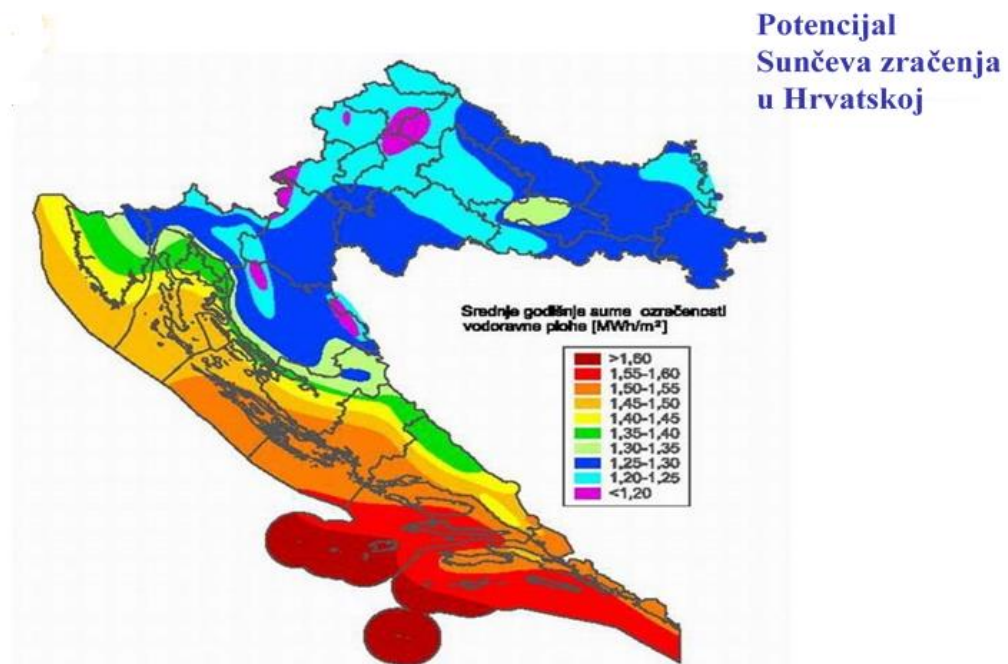 Potencijal
Sunčeva zračenja
u Hrvatskoj
Srednje godišnje sume ozračenosti
vodoravne plohe [MWh/m²]
>1,60
1,55–1,60
1,50–1,55
1,45–1,50
1,40–1,45
1,35–1,40
1,30–1,35
1,25–1,30
1,20–1,25
<1,20